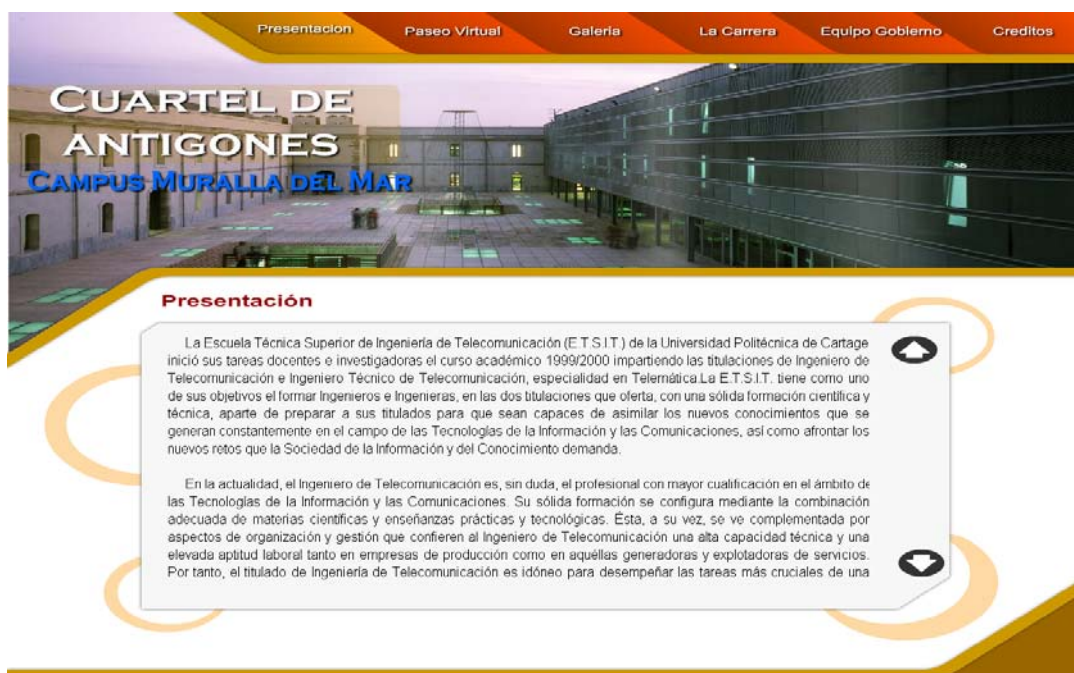 Presentación
Paseo Virtual
Galería
La Carrera
Equipo Gobierno
Creditos
CUARTEL DE
ANTIGONES
CAMPUS MURALLA DEL MAR
Presentación
La Escuela Técnica Superior de Ingeniería de Telecomunicación (E.T.S.I.T.) de la Universidad Politécnica de Cartage
inició sus tareas docentes e investigadoras el curso académico 1999/2000 impartiendo las titulaciones de Ingeniero de
Telecomunicación e Ingeniero Técnico de Telecomunicación, especialidad en Telemática.La E.T.S.I.T. tiene como uno
de sus objetivos el formar Ingenieros e Ingenieras, en las dos titulaciones que oferta, con una sólida formación científica y
técnica, aparte de preparar a sus titulados para que sean capaces de asimilar los nuevos conocimientos que se
generan constantemente en el campo de las Tecnologías de la Información y las Comunicaciones, así como afrontar los
nuevos retos que la Sociedad de la Información y del Conocimiento demanda.
En la actualidad, el Ingeniero de Telecomunicación es, sin duda, el profesional con mayor cualificación en el ámbito de
las Tecnologías de la Información y las Comunicaciones. Su sólida formación se configura mediante la combinación
adecuada de materias científicas y enseñanzas prácticas y tecnológicas. Ésta, a su vez, se ve complementada por
aspectos de organización y gestión que confieren al Ingeniero de Telecomunicación una alta capacidad técnica y una
elevada aptitud laboral tanto en empresas de producción como en aquéllas generadoras y explotadoras de servicios.
Por tanto, el titulado de Ingeniería de Telecomunicación es idóneo para desempeñar las tareas más cruciales de una